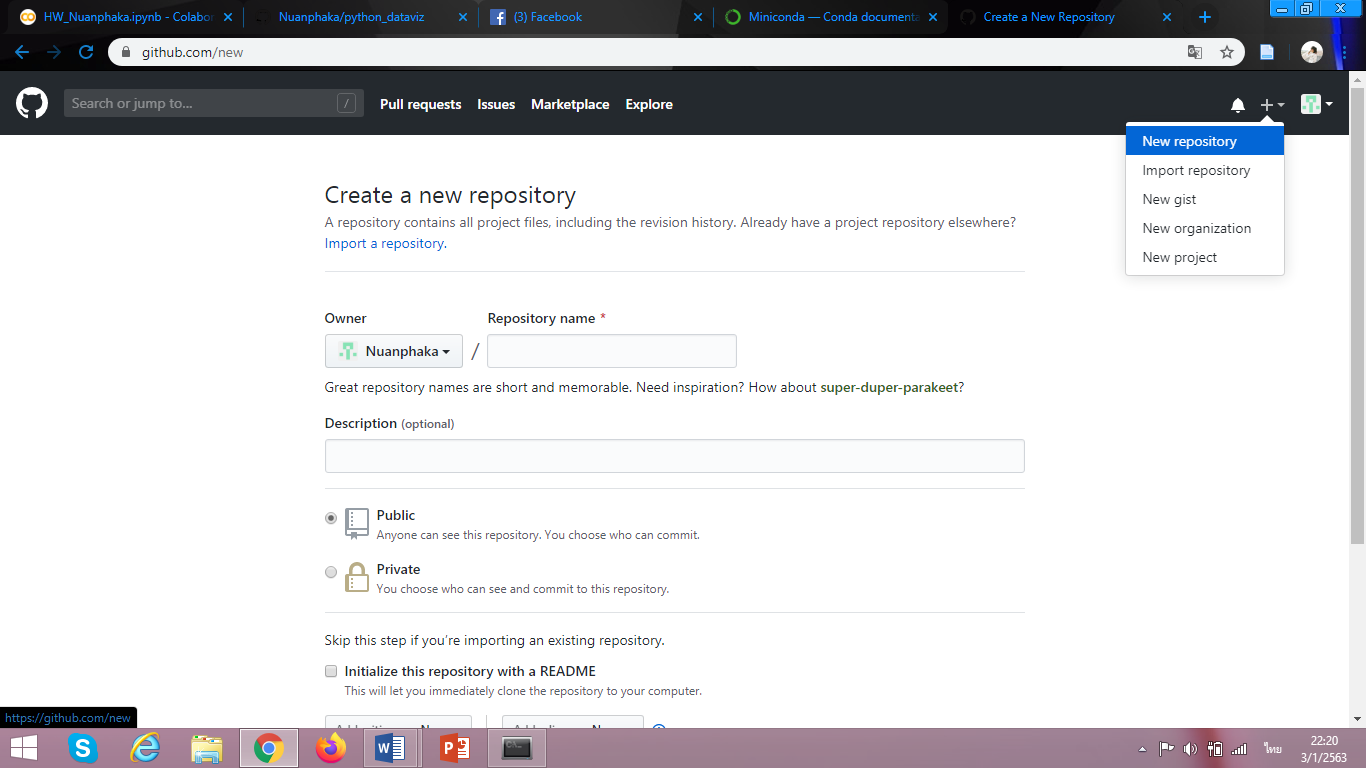 HW_Nuanphaka.ipynb - Colabor
Nuanphaka/python_dataviz
(3) Facebook
Miniconda — Conda documenta
Create a New Repository
github.com/new
Search or jump to...
/
Pull requests
Issues
Marketplace
Explore
New repository
Import repository
New gist
New organization
New project
Create a new repository
A repository contains all project files, including the revision history. Already have a project repository elsewhere?
Import a repository.
Owner
Repository name *
Nuanphaka
/
Great repository names are short and memorable. Need inspiration? How about super-duper-parakeet?
Description (optional)
Public
Anyone can see this repository. You choose who can commit.
Private
You choose who can see and commit to this repository.
Skip this step if you’re importing an existing repository.
Initialize this repository with a README
This will let you immediately clone the repository to your computer.
https://github.com/new
ไทย
22:20
3/1/2563